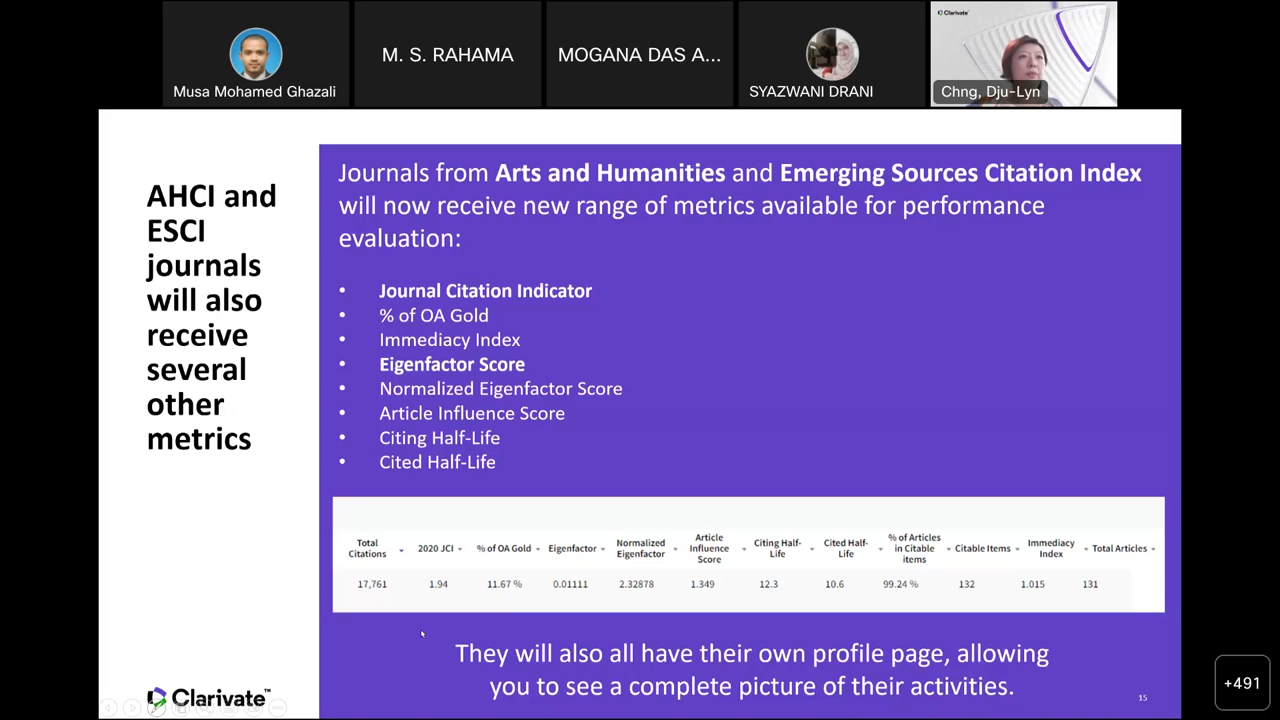 Clarivate™
M. S. RAHAMA
MOGANA DAS A...
Musa Mohamed Ghazali
SYAZWANI DRANI
Chng, Dju-Lyn
AHCI and
ESCI
journals
will also
receive
several
other
metrics
Journals from Arts and Humanities and Emerging Sources Citation Index
will now receive new range of metrics available for performance
evaluation:
• Journal Citation Indicator
• % of OA Gold
• Immediacy Index
• Eigenfactor Score
• Normalized Eigenfactor Score
• Article Influence Score
• Citing Half-Life
• Cited Half-Life
Total Citations 2020 JCI % of OA Gold Eigenfactor Normalized Eigenfactor Article Influence Score Citing Half-Life Cited Half-Life % of Articles in Citable items Citable Items Immediacy Index Total Articles
17,761 1.94 11.67 % 0.01111 2.32878 1.349 12.3 10.6 99.24 % 132 1.015 131
They will also all have their own profile page, allowing
you to see a complete picture of their activities.
Clarivate™
15
+491